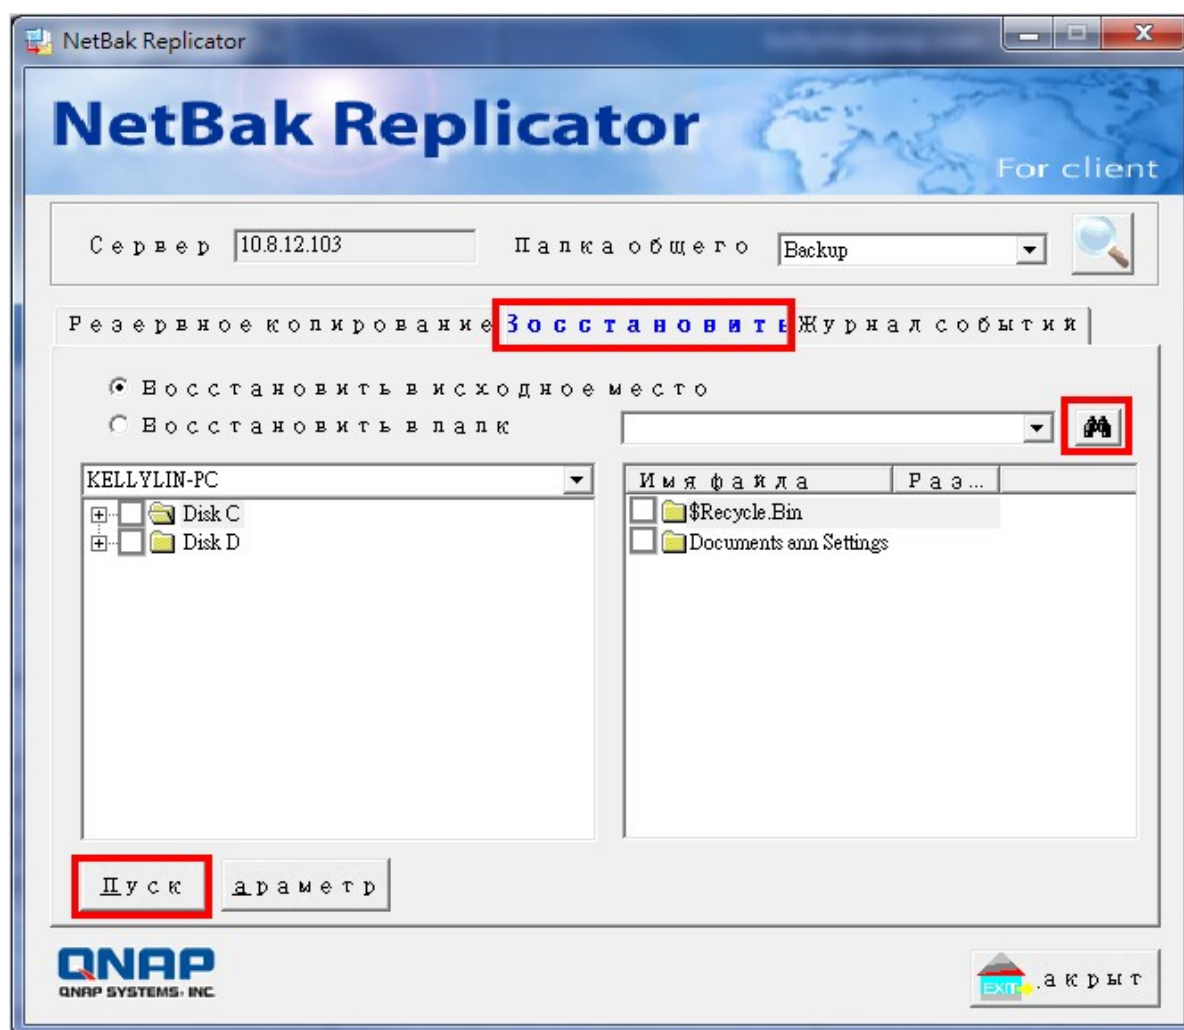 NetBak Replicator
NetBak Replicator
For client
Сервер 10.8.12.103 Папка общего Backup
Резервное копирование Восстановить Журнал событий
Восстановить в исходное место
Восстановить в папк
KELLYLIN-PC
Имя файла Раз...
Disk C
$Recycle.Bin
Disk D
Documents ann Settings
Пуск араметр
QNAP
QNAP SYSTEMS, INC.
EXIT .акрыт